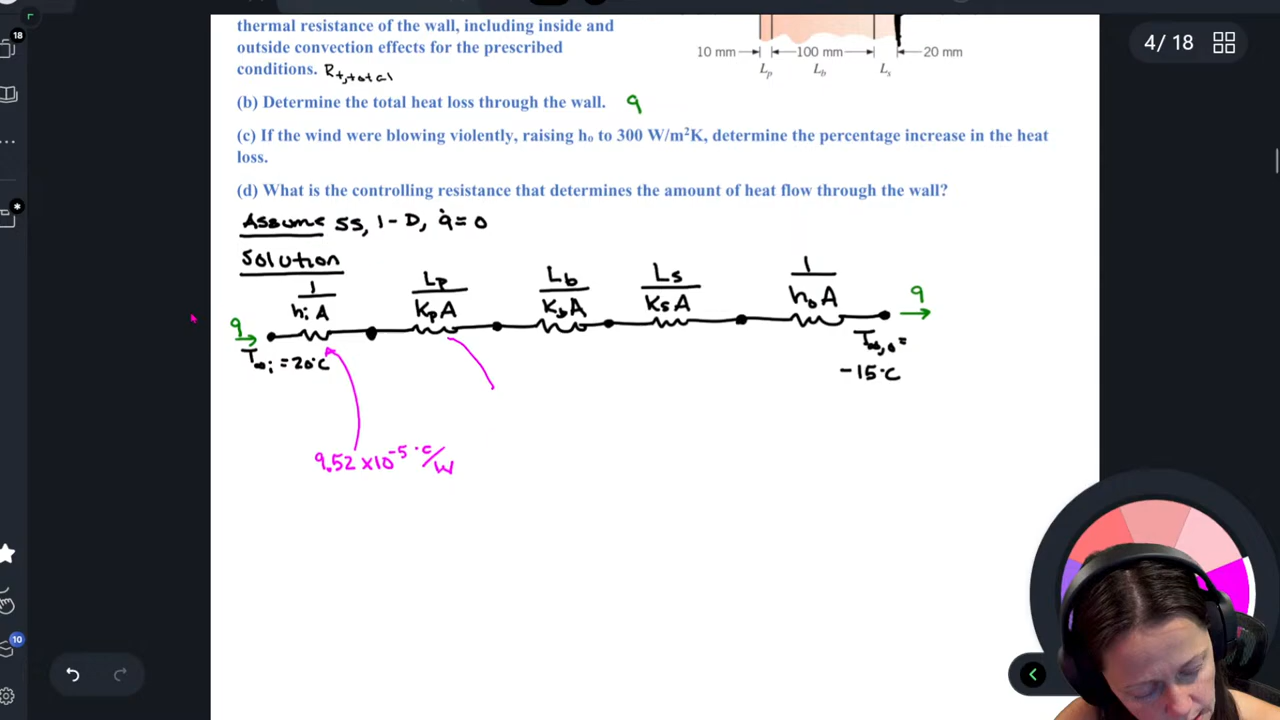 18
10
4 / 18
thermal resistance of the wall, including inside and
outside convection effects for the prescribed
conditions. Rt,total
10 mm 100 mm 20 mm
Lp Lb Ls
(b) Determine the total heat loss through the wall. q
(c) If the wind were blowing violently, raising hₒ to 300 W/m²K, determine the percentage increase in the heat
loss.
(d) What is the controlling resistance that determines the amount of heat flow through the wall?
Assume SS, 1-D, q̇=0
Solution
1/hiA Lp/KpA Lb/KbA Ls/KsA 1/hoA
q q
T∞i = 20°C T∞,o =
-15°C
9.52 x10⁻⁵ °C/W